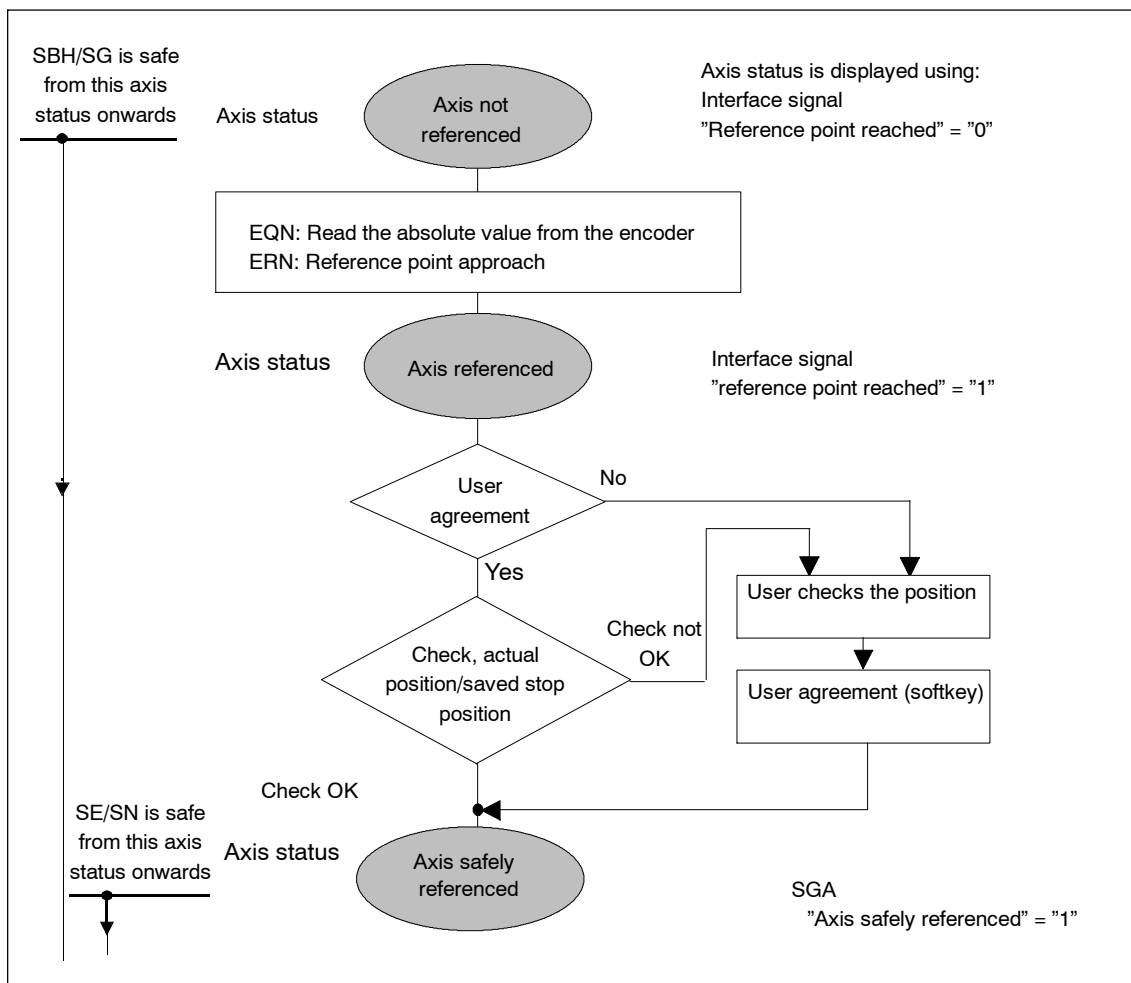 SBH/SG is safe
from this axis
status onwards
Axis status
Axis not
referenced
Axis status is displayed using:
Interface signal
”Reference point reached” = ”0”
EQN: Read the absolute value from the encoder
ERN: Reference point approach
Axis status
Axis referenced
Interface signal
”reference point reached” = ”1”
User
agreement
No
Yes
User checks the position
Check not
OK
Check, actual
position/saved stop
position
User agreement (softkey)
Check OK
SE/SN is safe
from this axis
status onwards
Axis status
Axis safely
referenced
SGA
”Axis safely referenced” = ”1”